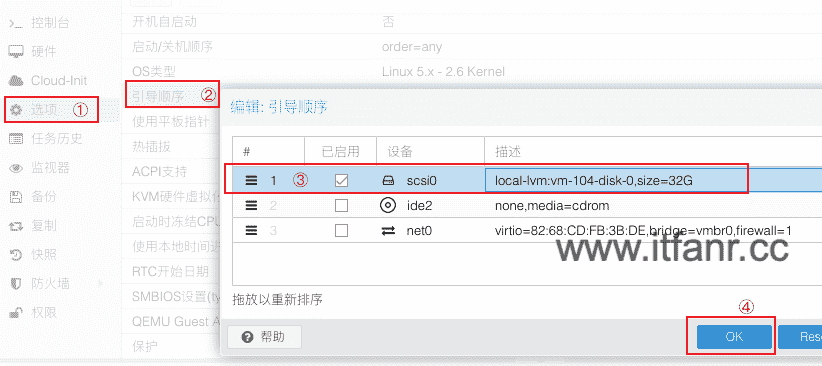 控制台
硬件
Cloud-Init
选项 ①
任务历史
监视器
备份
复制
快照
防火墙
权限
开机自启动 否
启动/关机顺序 order=any
OS类型 Linux 5.x - 2.6 Kernel
引导顺序 ②
使用平板指针
热插拔
ACPI支持
KVM硬件虚拟化
启动时冻结CPU
使用本地时间进
RTC开始日期
SMBIOS设置(ty
QEMU Guest A
保护
编辑: 引导顺序
# 已启用 设备 描述
1 ③ scsi0 local-lvm:vm-104-disk-0,size=32G
2 ide2 none,media=cdrom
3 net0 virtio=82:68:CD:FB:3B:DE,bridge=vmbr0,firewall=1
www.itfanr.cc
拖放以重新排序
④
帮助 OK Rese